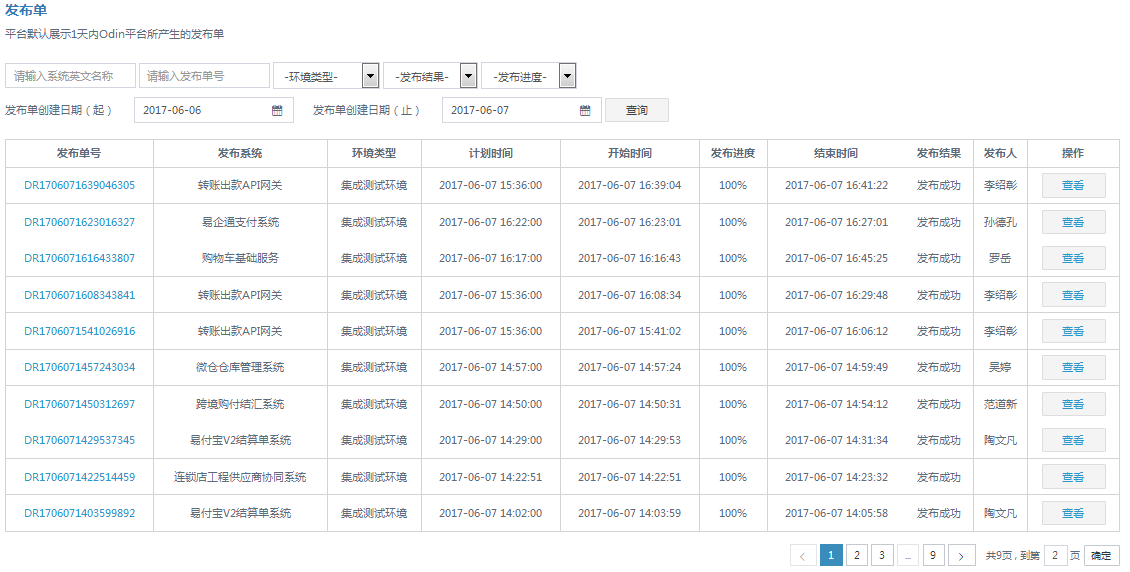 发布单
平台默认展示1天内Odin平台所产生的发布单
请输入系统英文名称 请输入发布单号 -环境类型- -发布结果- -发布进度-
发布单创建日期（起） 2017-06-06 发布单创建日期（止） 2017-06-07 查询
发布单号 发布系统 环境类型 计划时间 开始时间 发布进度 结束时间 发布结果 发布人 操作
DR1706071639046305 转账出款API网关 集成测试环境 2017-06-07 15:36:00 2017-06-07 16:39:04 100% 2017-06-07 16:41:22 发布成功 李绍彰 查看
DR1706071623016327 易企通支付系统 集成测试环境 2017-06-07 16:22:00 2017-06-07 16:23:01 100% 2017-06-07 16:27:01 发布成功 孙德孔 查看
DR1706071616433807 购物车基础服务 集成测试环境 2017-06-07 16:17:00 2017-06-07 16:16:43 100% 2017-06-07 16:45:25 发布成功 罗岳 查看
DR1706071608343841 转账出款API网关 集成测试环境 2017-06-07 15:36:00 2017-06-07 16:08:34 100% 2017-06-07 16:29:48 发布成功 李绍彰 查看
DR1706071541026916 转账出款API网关 集成测试环境 2017-06-07 15:36:00 2017-06-07 15:41:02 100% 2017-06-07 16:06:12 发布成功 李绍彰 查看
DR1706071457243034 微仓仓库管理系统 集成测试环境 2017-06-07 14:57:00 2017-06-07 14:57:24 100% 2017-06-07 14:59:49 发布成功 吴婷 查看
DR1706071450312697 跨境购付结汇系统 集成测试环境 2017-06-07 14:50:00 2017-06-07 14:50:31 100% 2017-06-07 14:54:12 发布成功 范道新 查看
DR1706071429537345 易付宝V2结算单系统 集成测试环境 2017-06-07 14:29:00 2017-06-07 14:29:53 100% 2017-06-07 14:31:34 发布成功 陶文凡 查看
DR1706071422514459 连锁店工程供应商协同系统 集成测试环境 2017-06-07 14:22:51 2017-06-07 14:22:51 100% 2017-06-07 14:23:32 发布成功 查看
DR1706071403599892 易付宝V2结算单系统 集成测试环境 2017-06-07 14:02:00 2017-06-07 14:03:59 100% 2017-06-07 14:05:58 发布成功 陶文凡 查看
< 1 2 3 ... 9 > 共9页，到第 2 页 确定